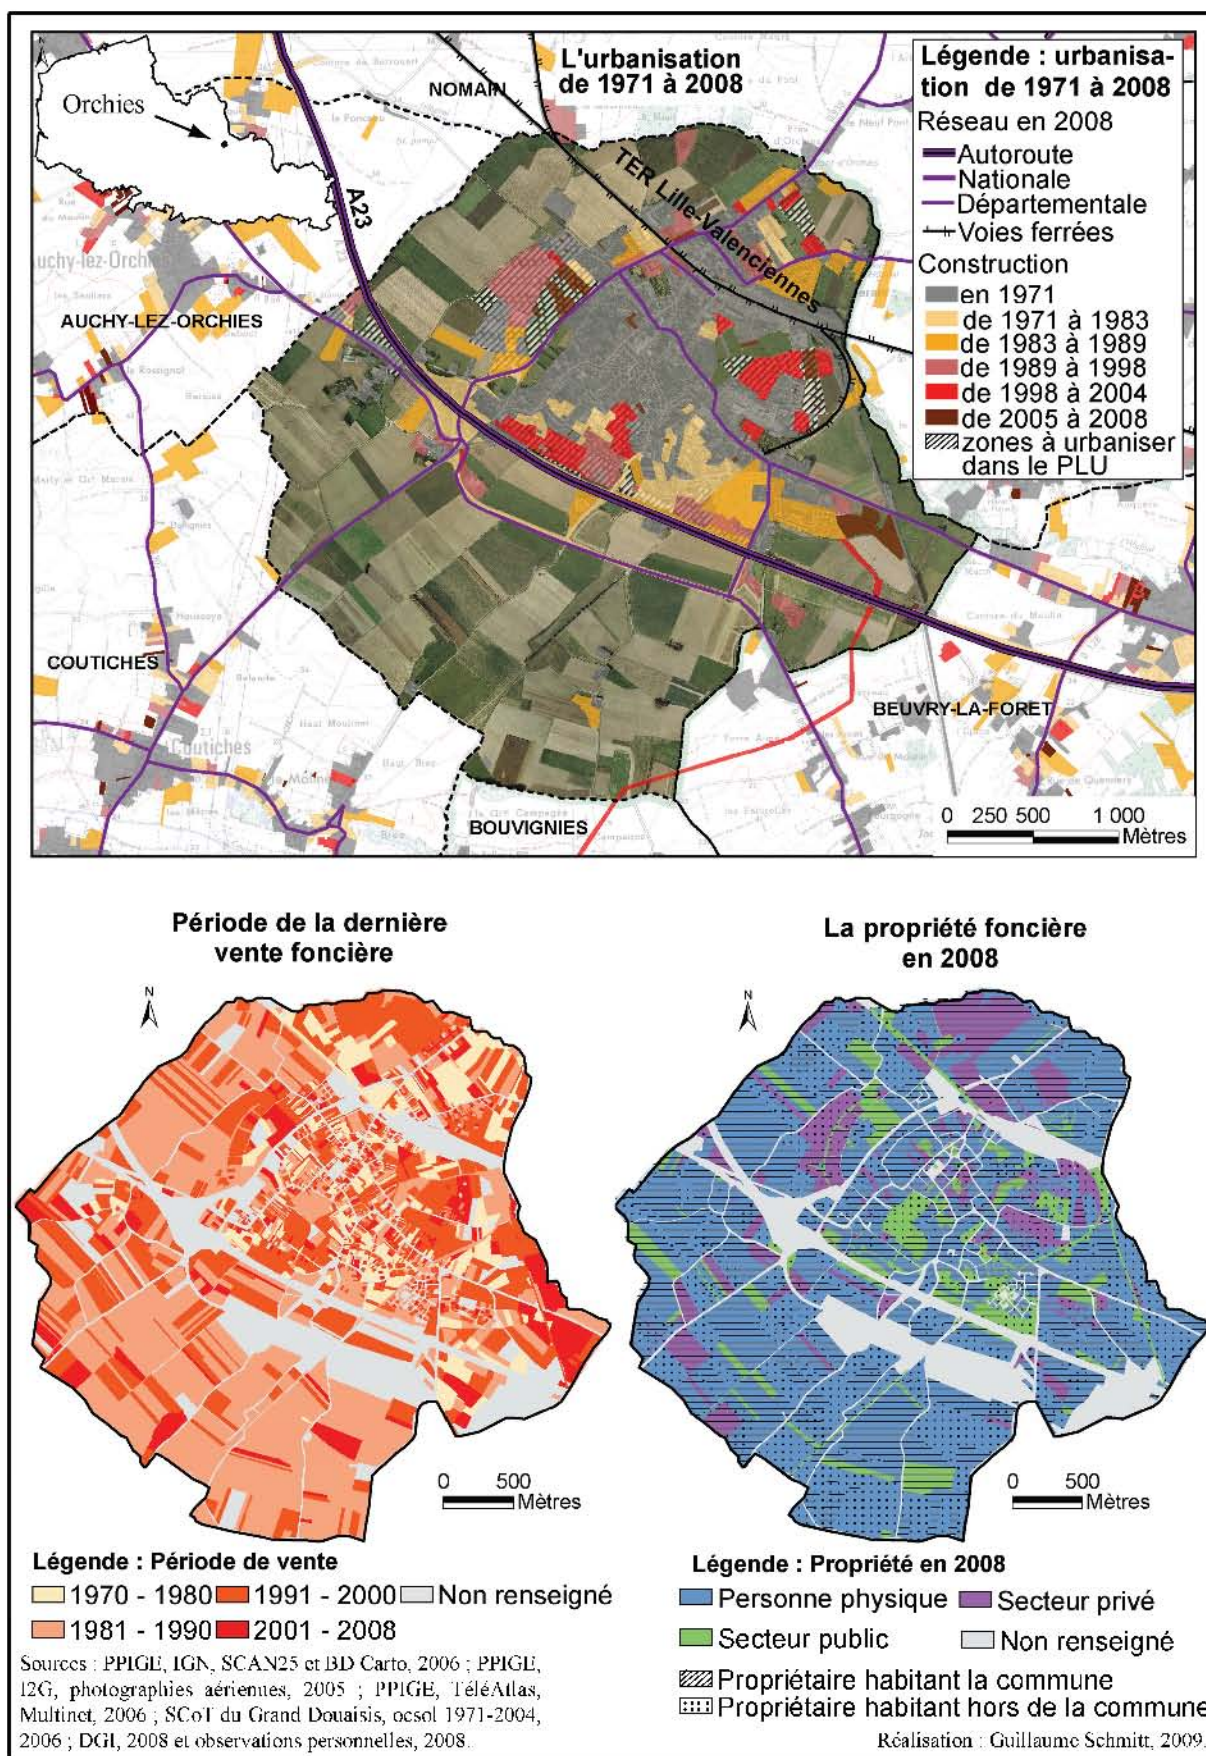 L'urbanisation
de 1971 à 2008
Orchies
NOMAIN
A23
TER Lille-Valenciennes
Auchy-lez-Orchies
AUCHY-LEZ-ORCHIES
le Rossignol
COUTICHES
Coutiches
BOUVIGNIES
BEUVRY-LA-FORET
Légende : urbanisa-
tion de 1971 à 2008
Réseau en 2008
Autoroute
Nationale
Départementale
Voies ferrées
Construction
en 1971
de 1971 à 1983
de 1983 à 1989
de 1989 à 1998
de 1998 à 2004
de 2005 à 2008
zones à urbaniser
dans le PLU
0 250 500 1 000
Mètres
Période de la dernière
vente foncière
N
0 500
Mètres
Légende : Période de vente
1970 - 1980 1991 - 2000 Non renseigné
1981 - 1990 2001 - 2008
Sources : PPIGE, IGN, SCAN25 et BD Carto, 2006 ; PPIGE,
I2G, photographies aériennes, 2005 ; PPIGE, TéléAtlas,
Multinet, 2006 ; SCoT du Grand Douaisis, ocsol 1971-2004,
2006 ; DGI, 2008 et observations personnelles, 2008.
La propriété foncière
en 2008
N
0 500
Mètres
Légende : Propriété en 2008
Personne physique Secteur privé
Secteur public Non renseigné
Propriétaire habitant la commune
Propriétaire habitant hors de la commune
Réalisation : Guillaume Schmitt, 2009.